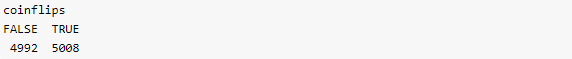 coinflips
FALSE  TRUE
 4992  5008